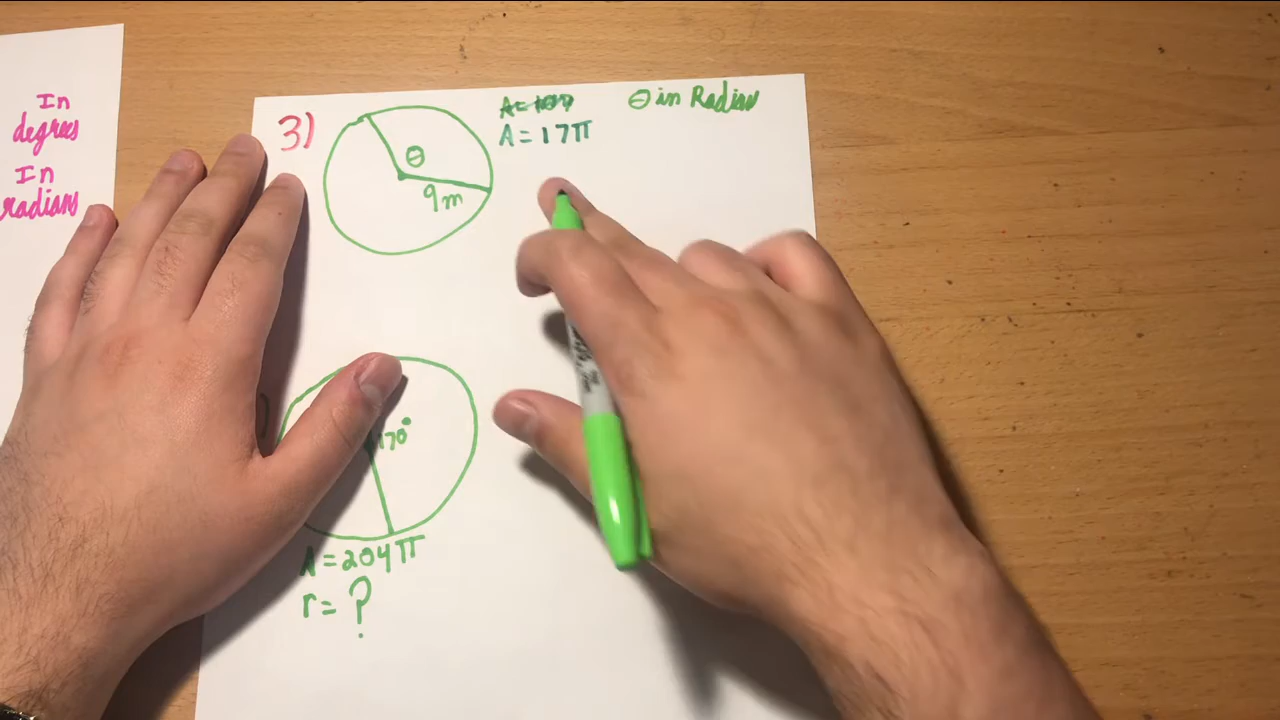 In
degrees
In
radians
3)
A = 17π
θ in Radian
θ
9m
170°
A = 204π
r = ?